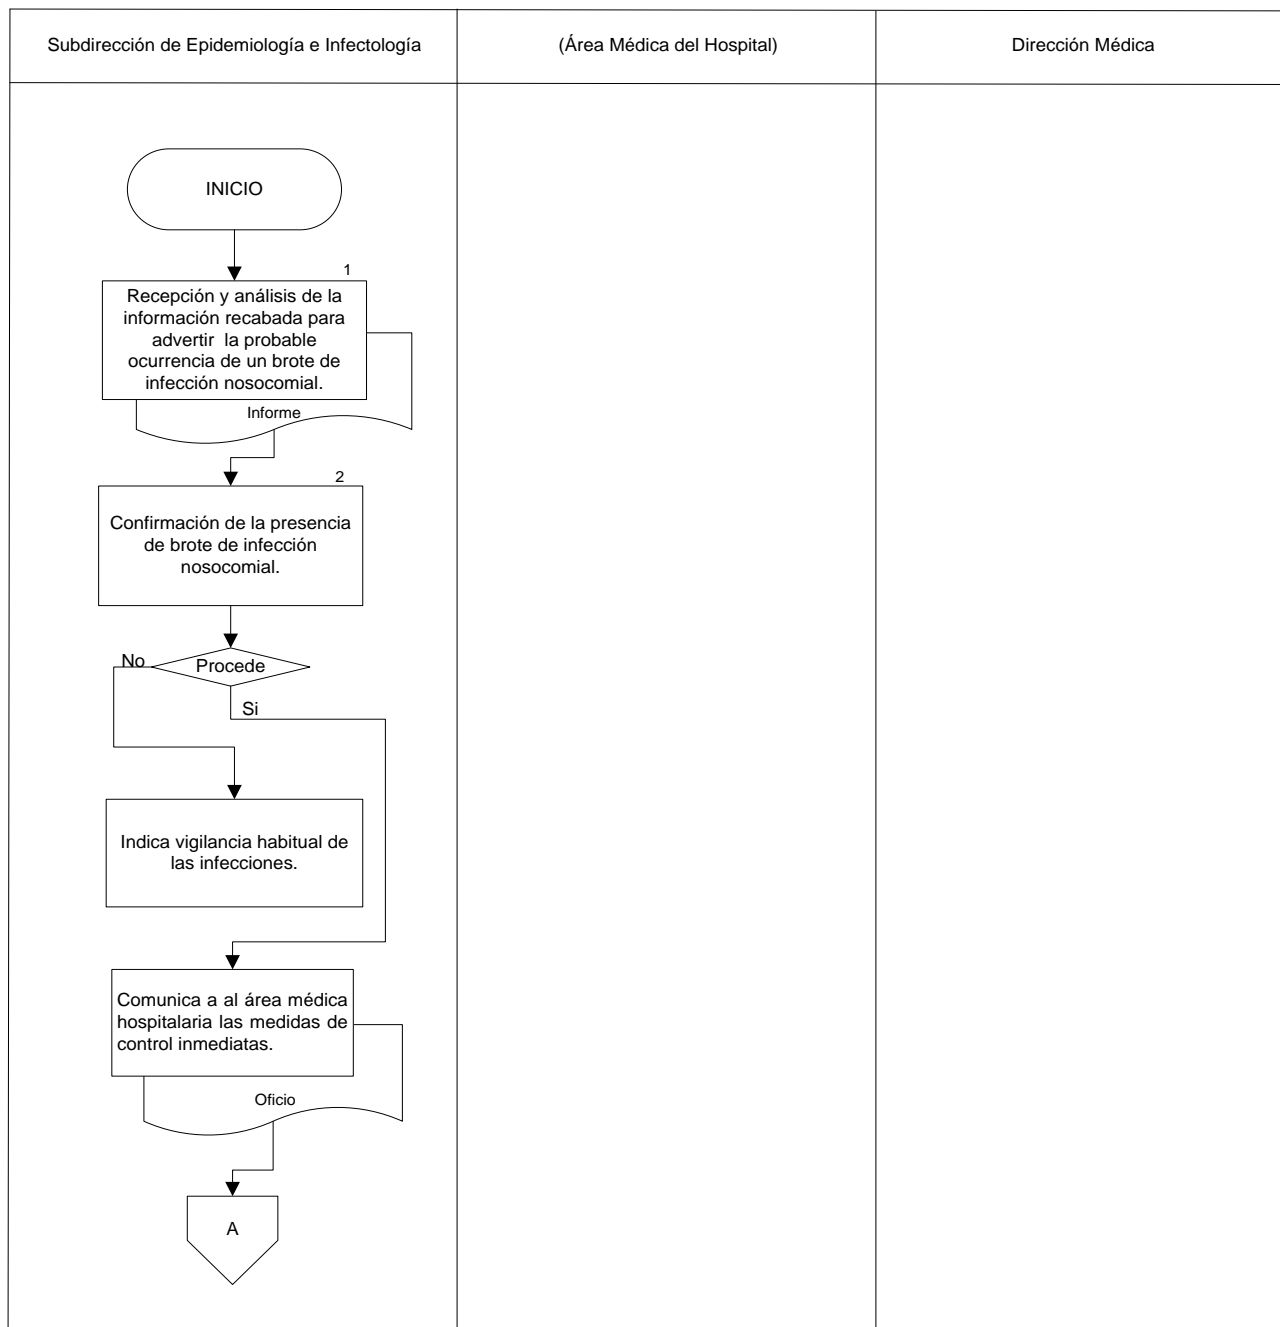 Subdirección de Epidemiología e Infectología
(Área Médica del Hospital)
Dirección Médica
INICIO
1
Recepción y análisis de la
información recabada para
advertir la probable
ocurrencia de un brote de
infección nosocomial.
Informe
2
Confirmación de la presencia
de brote de infección
nosocomial.
No
Procede
Si
Indica vigilancia habitual de
las infecciones.
Comunica a al área médica
hospitalaria las medidas de
control inmediatas.
Oficio
A